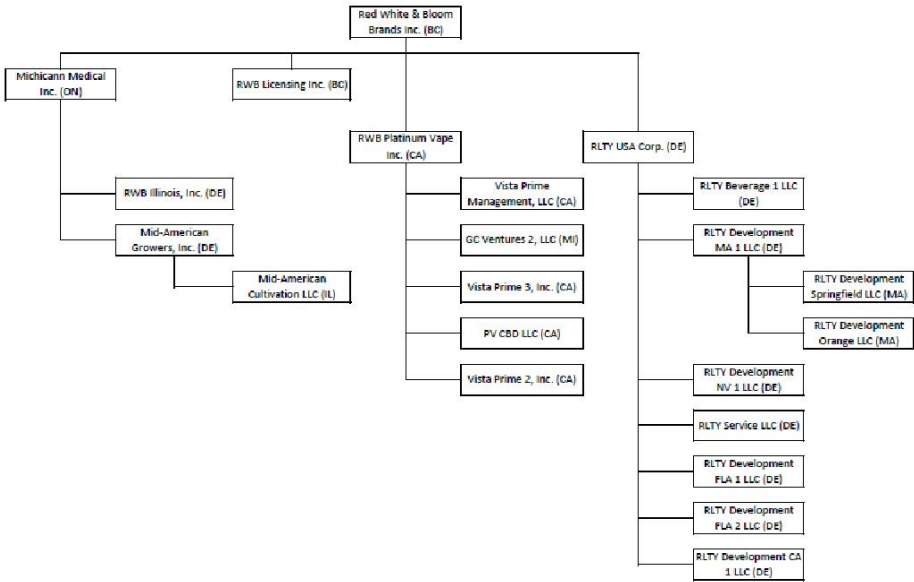 Red White & Bloom
Brands Inc. (BC)
Michicann Medical
Inc. (ON)
RWB Licensing Inc. (BC)
RWB Platinum Vape
Inc. (CA)
RLTY USA Corp. (DE)
RWB Illinois, Inc. (DE)
Mid-American
Growers, Inc. (DE)
Mid-American
Cultivation LLC (IL)
Vista Prime
Management, LLC (CA)
GC Ventures 2, LLC (MI)
Vista Prime 3, Inc. (CA)
PV CBD LLC (CA)
Vista Prime 2, Inc. (CA)
RLTY Beverage 1 LLC
(DE)
RLTY Development
MA 1 LLC (DE)
RLTY Development
Springfield LLC (MA)
RLTY Development
Orange LLC (MA)
RLTY Development
NV 1 LLC (DE)
RLTY Service LLC (DE)
RLTY Development
FLA 1 LLC (DE)
RLTY Development
FLA 2 LLC (DE)
RLTY Development CA
1 LLC (DE)